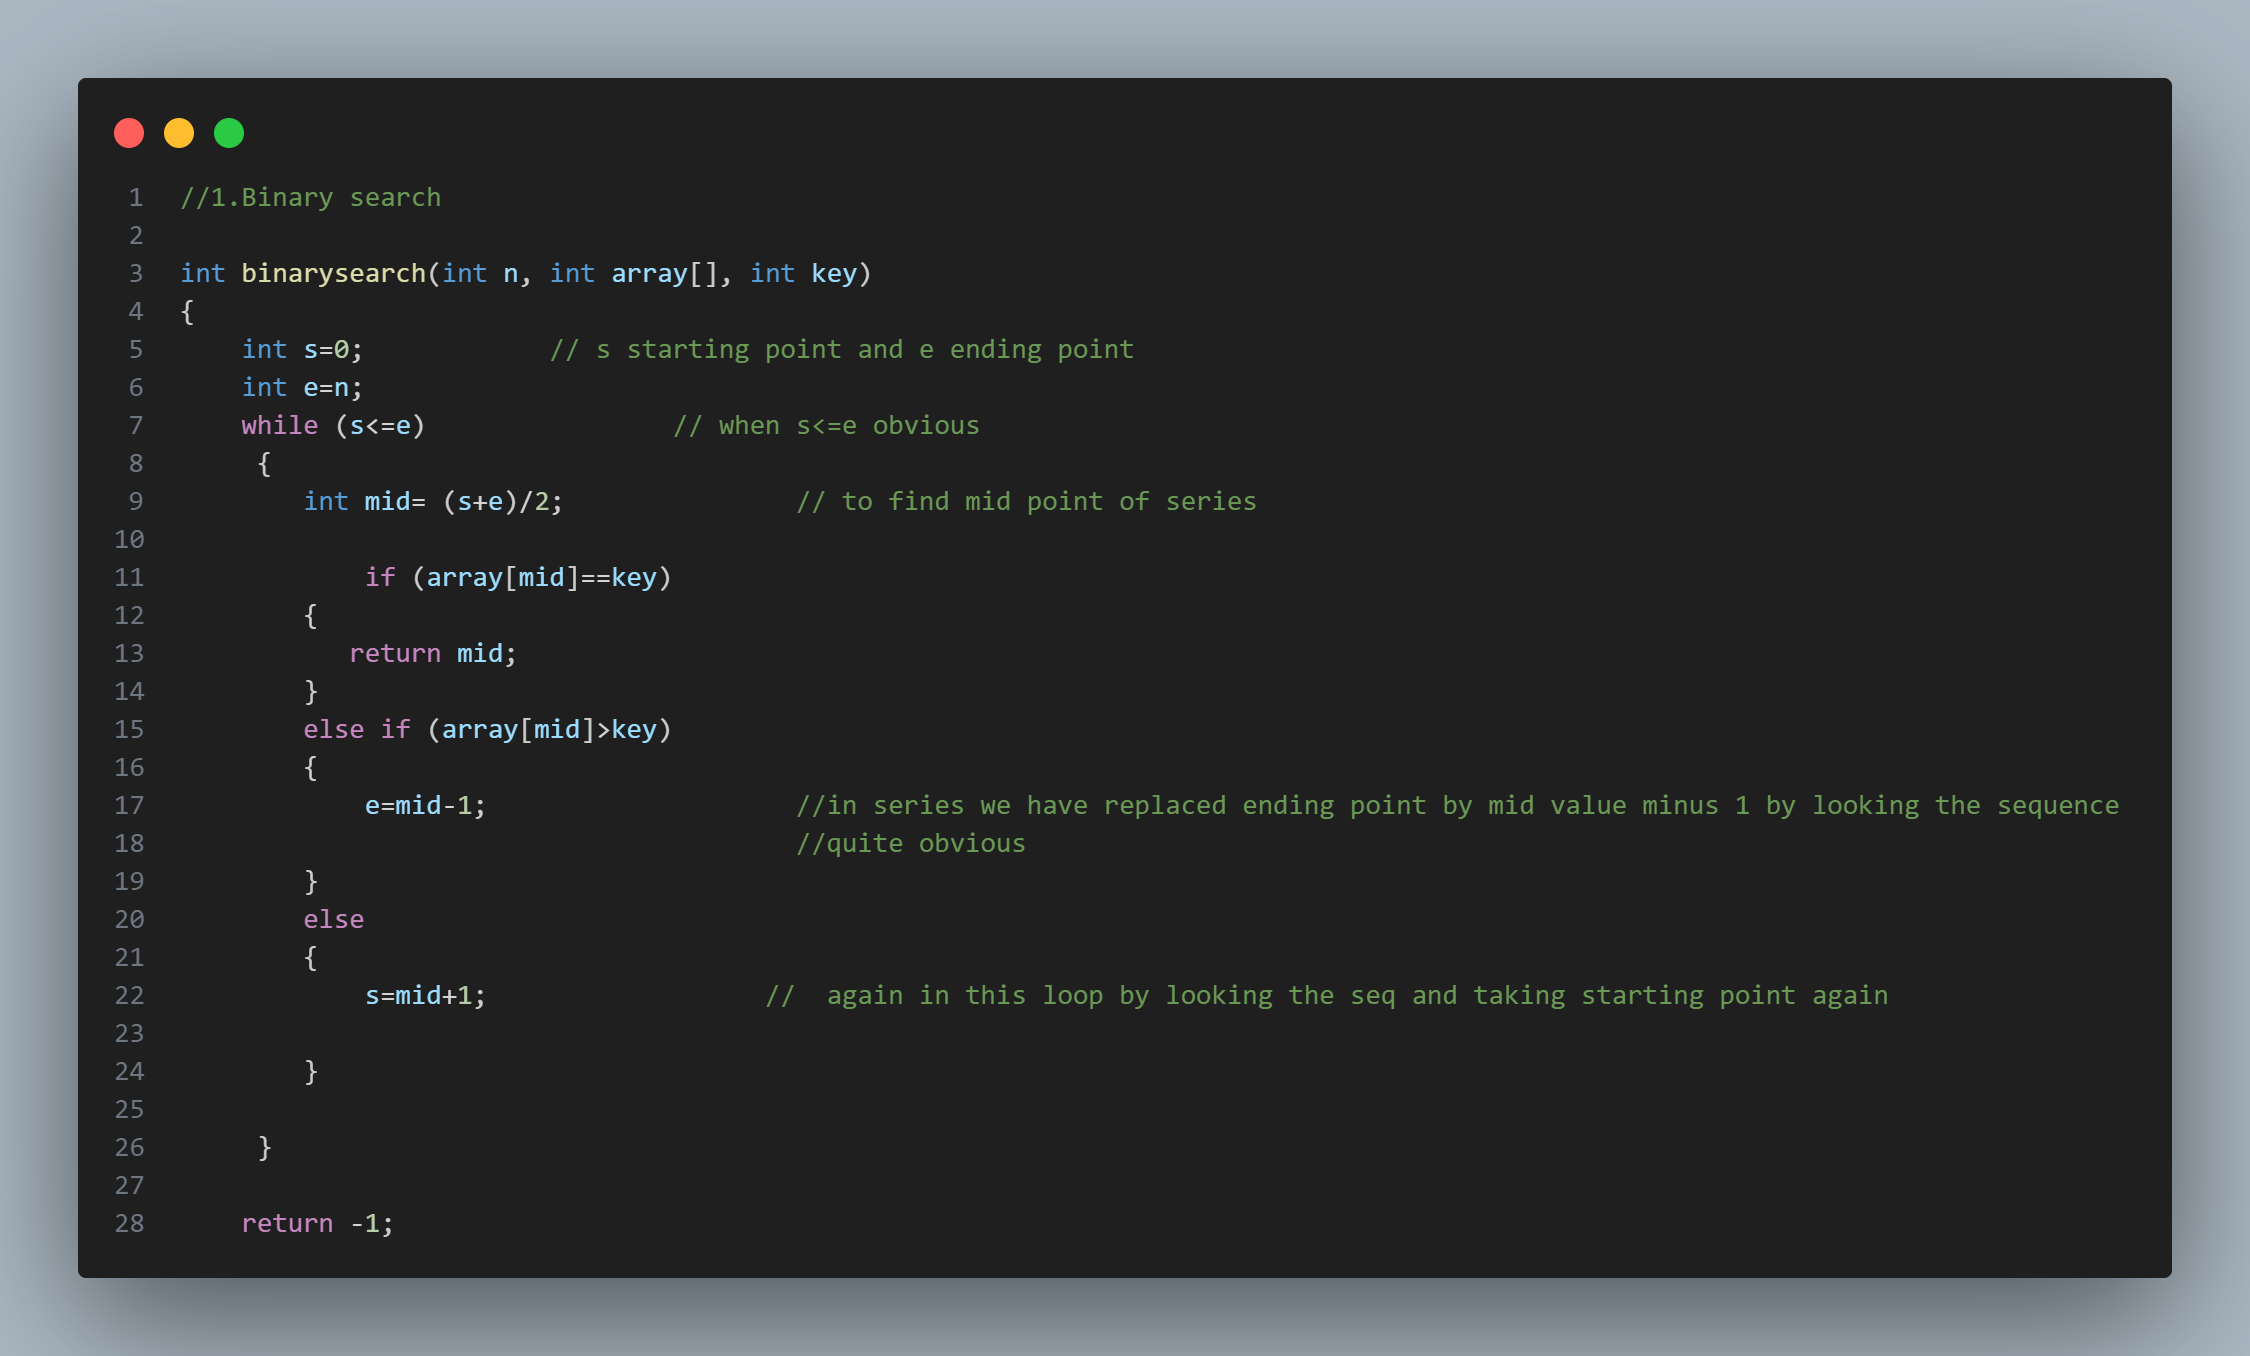 1 //1.Binary search
2
3 int binarysearch(int n, int array[], int key)
4 {
5     int s=0;            // s starting point and e ending point
6     int e=n;
7     while (s<=e)                // when s<=e obvious
8      {
9         int mid= (s+e)/2;               // to find mid point of series
10
11             if (array[mid]==key)
12         {
13            return mid;
14         }
15         else if (array[mid]>key)
16         {
17             e=mid-1;                    //in series we have replaced ending point by mid value minus 1 by looking the sequence
18                                         //quite obvious
19         }
20         else
21         {
22             s=mid+1;                  //  again in this loop by looking the seq and taking starting point again
23
24         }
25
26      }
27
28     return -1;